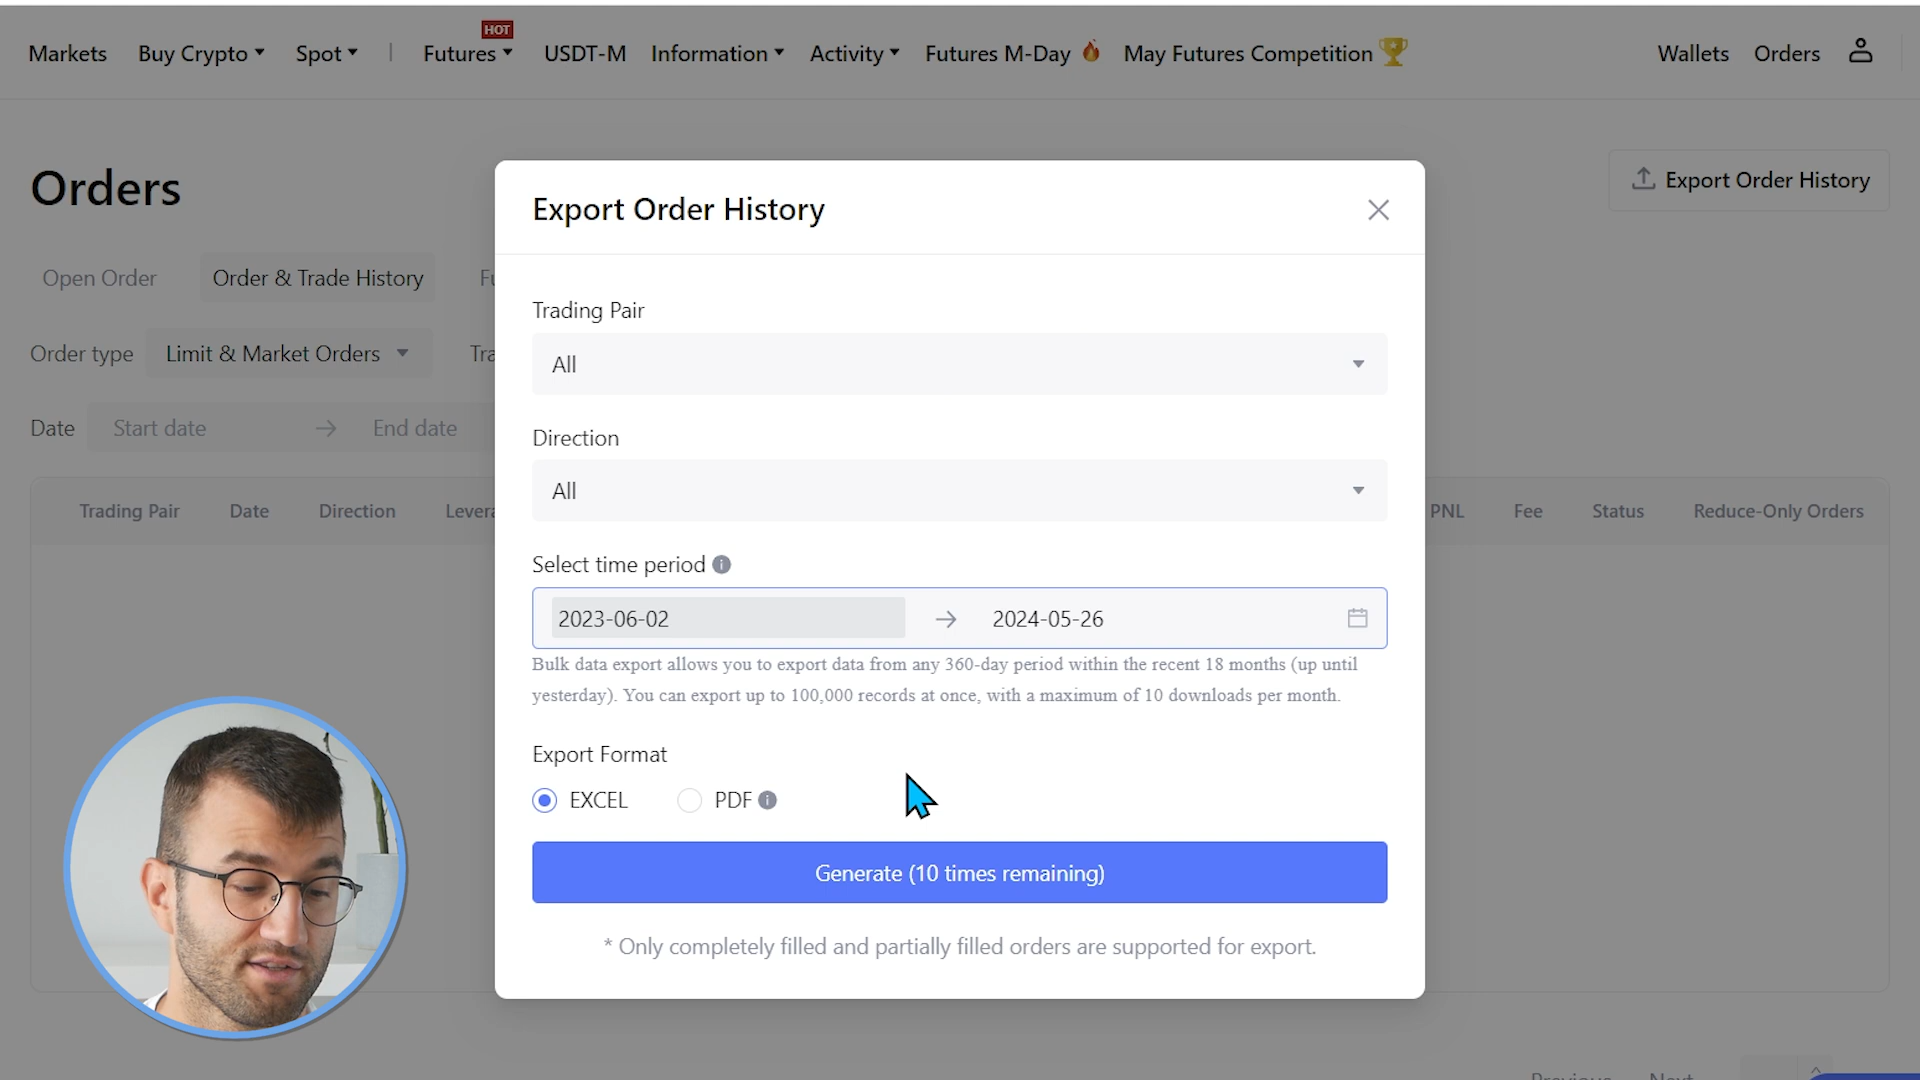 HOT
Markets Buy Crypto Spot | Futures USDT-M Information Activity Futures M-Day May Futures Competition Wallets Orders
Orders
Export Order History
Export Order History
Open Order Order & Trade History
Trading Pair
Order type Limit & Market Orders
All
Date Start date → End date
Direction
All
Trading Pair Date Direction PNL Fee Status Reduce-Only Orders
Select time period
2023-06-02 → 2024-05-26
Bulk data export allows you to export data from any 360-day period within the recent 18 months (up until
yesterday). You can export up to 100,000 records at once, with a maximum of 10 downloads per month.
Export Format
EXCEL PDF
Generate (10 times remaining)
* Only completely filled and partially filled orders are supported for export.